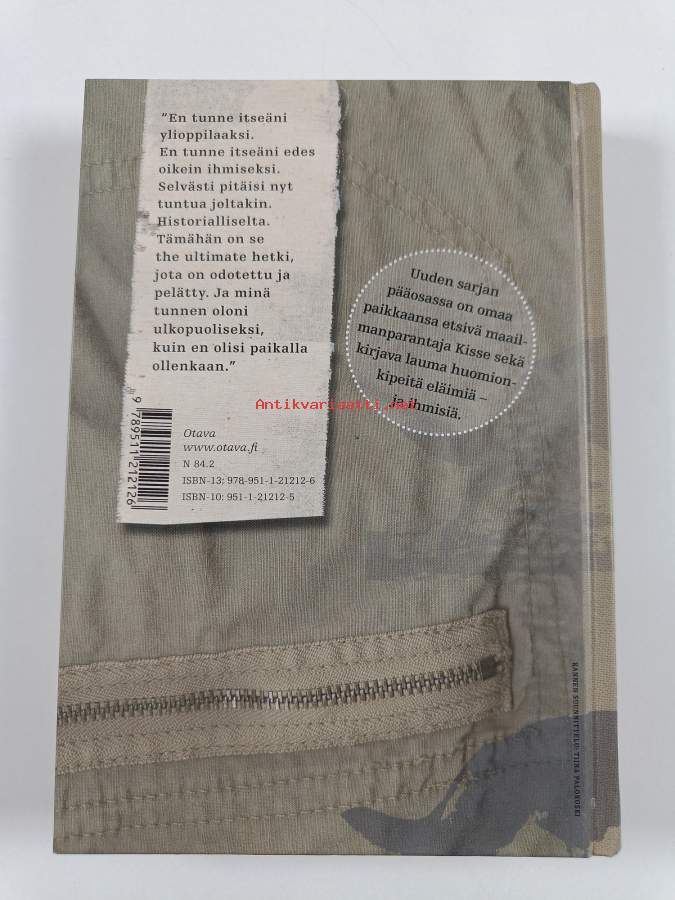 ”En tunne itseäni
ylioppilaaksi.
En tunne itseäni edes
oikein ihmiseksi.
Selvästi pitäisi nyt
tuntua joltakin.
Historialliselta.
Tämähän on se
the ultimate hetki,
jota on odotettu ja
pelätty. Ja minä
tunnen oloni
ulkopuoliseksi,
kuin en olisi paikalla
ollenkaan.”
Uuden sarjan
pääosassa on omaa
paikkaansa etsivä maail-
manparantaja Kisse sekä
kirjava lauma huomion-
kipeitä eläimiä –
ja ihmisiä.
Antikvariaatti.net
9 789511 212126
Otava
www.otava.fi
N 84.2
ISBN-13: 978-951-1-21212-6
ISBN-10: 951-1-21212-5
KANNEN SUUNNITTELU: TIINA PALOKOSKI